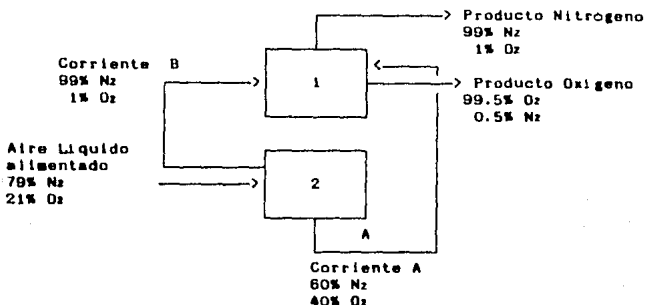 Producto Nitrogeno
99% N2
1% O2
Corriente B
99% N2
1% O2
1
Producto Oxigeno
99.5% O2
0.5% N2
Aire Liquido
alimentado
79% N2
21% O2
2
A
Corriente A
60% N2
40% O2